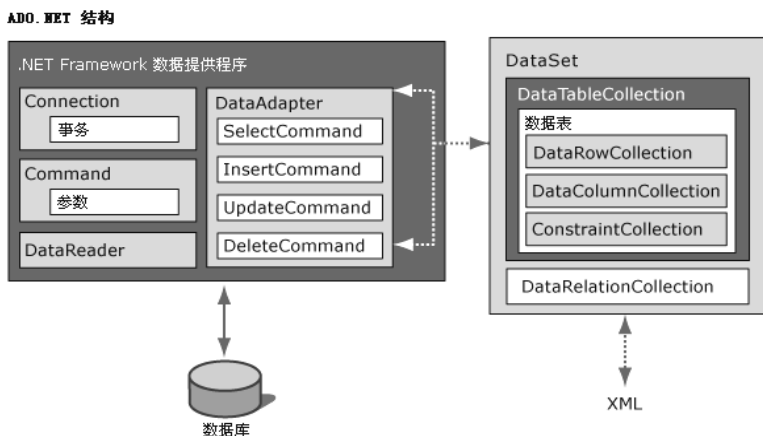 ADO.NET 结构
.NET Framework 数据提供程序
Connection
事务
Command
参数
DataReader
DataAdapter
SelectCommand
InsertCommand
UpdateCommand
DeleteCommand
数据库
DataSet
DataTableCollection
数据表
DataRowCollection
DataColumnCollection
ConstraintCollection
DataRelationCollection
XML